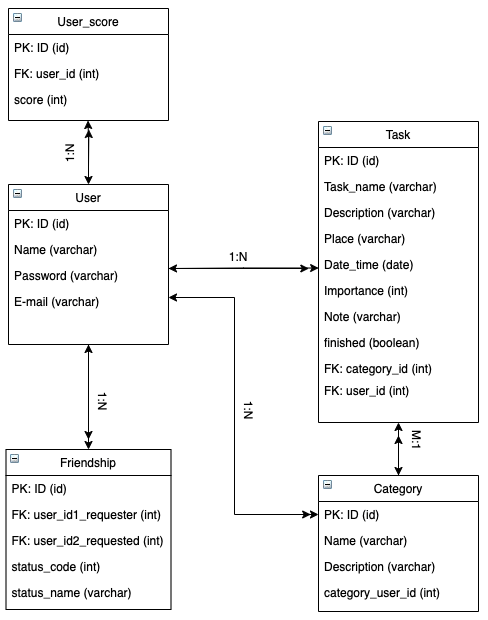 User_score
PK: ID (id)
FK: user_id (int)
score (int)
1:N
User
PK: ID (id)
Name (varchar)
Password (varchar)
E-mail (varchar)
1:N
Task
PK: ID (id)
Task_name (varchar)
Description (varchar)
Place (varchar)
Date_time (date)
Importance (int)
Note (varchar)
finished (boolean)
FK: category_id (int)
FK: user_id (int)
1:N
1:N
M:1
Friendship
PK: ID (id)
FK: user_id1_requester (int)
FK: user_id2_requested (int)
status_code (int)
status_name (varchar)
Category
PK: ID (id)
Name (varchar)
Description (varchar)
category_user_id (int)